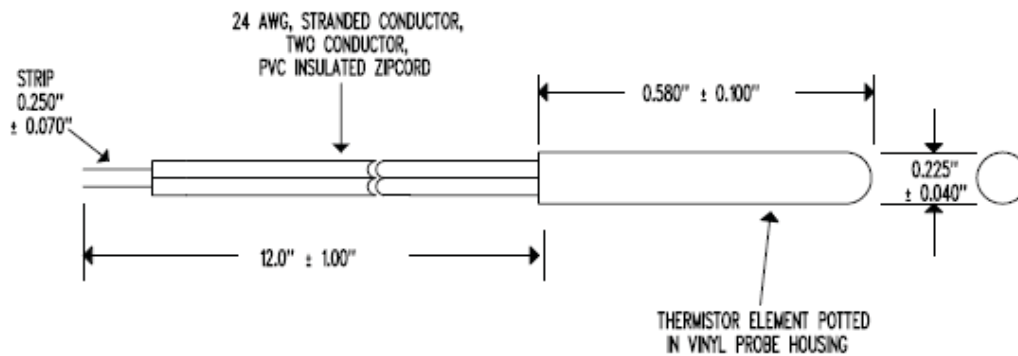 24 AWG, STRANDED CONDUCTOR,
TWO CONDUCTOR,
PVC INSULATED ZIPCORD
STRIP
0.250"
± 0.070"
0.580" ± 0.100"
0.225"
± 0.040"
12.0" ± 1.00"
THERMISTOR ELEMENT POTTED
IN VINYL PROBE HOUSING